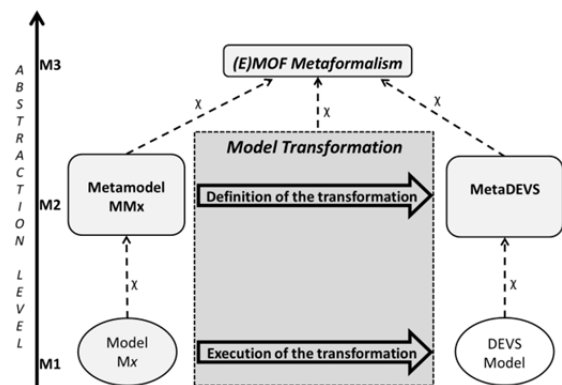 ABSTRACTION LEVEL
M3
(E)MOF Metaformalism
χ
χ
χ
Model Transformation
Metamodel
MMx
MetaDEVS
Definition of the transformation
M2
χ
χ
Model
Mx
DEVS
Model
Execution of the transformation
M1